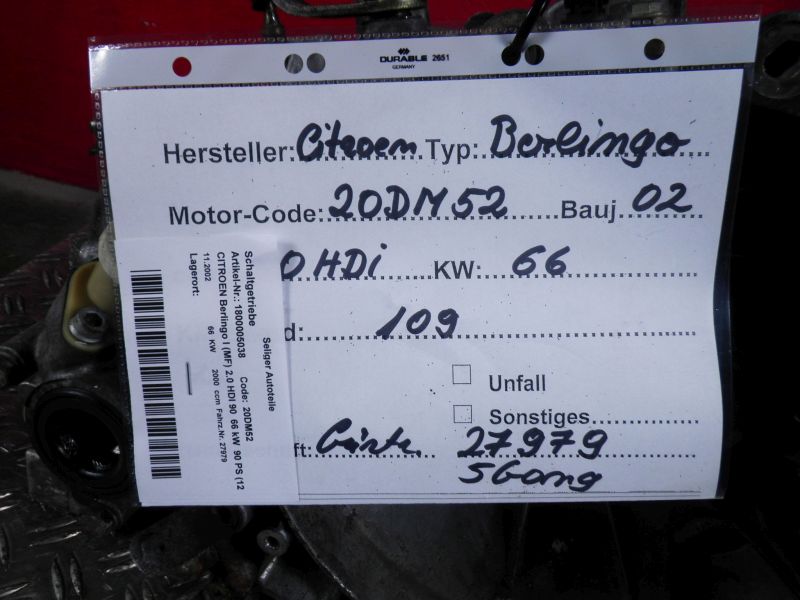 DURABLE 2651
GERMANY
Hersteller: Citroen Typ: Berlingo
Motor-Code: 20DM52 Bauj 02
0 HDi KW: 66
d: 109
Unfall
Sonstiges
ft: 27979
5Gang
Seliger Autoteile
Schaltgetriebe
Artikel-Nr.: 1800005038 Code: 20DM52
CITROEN Berlingo I (MF) 2.0 HDI 90 66 kW 90 PS (12
11.2002 66 KW 2000 ccm Fahrz.Nr. 27979
Lagerort: